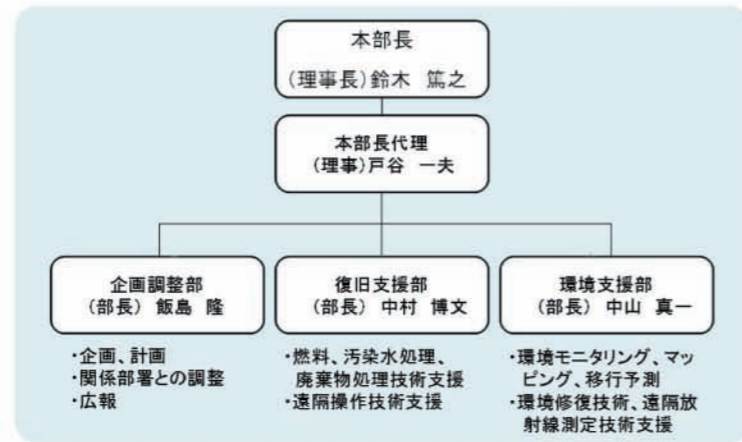 本部長
(理事長)鈴木 篤之
本部長代理
(理事)戸谷 一夫
企画調整部
(部長) 飯島 隆
・企画、計画
・関係部署との調整
・広報
復旧支援部
(部長) 中村 博文
・燃料、汚染水処理、
廃棄物処理技術支援
・遠隔操作技術支援
環境支援部
(部長) 中山 真一
・環境モニタリング、マッ
ピング、移行予測
・環境修復技術、遠隔放
射線測定技術支援